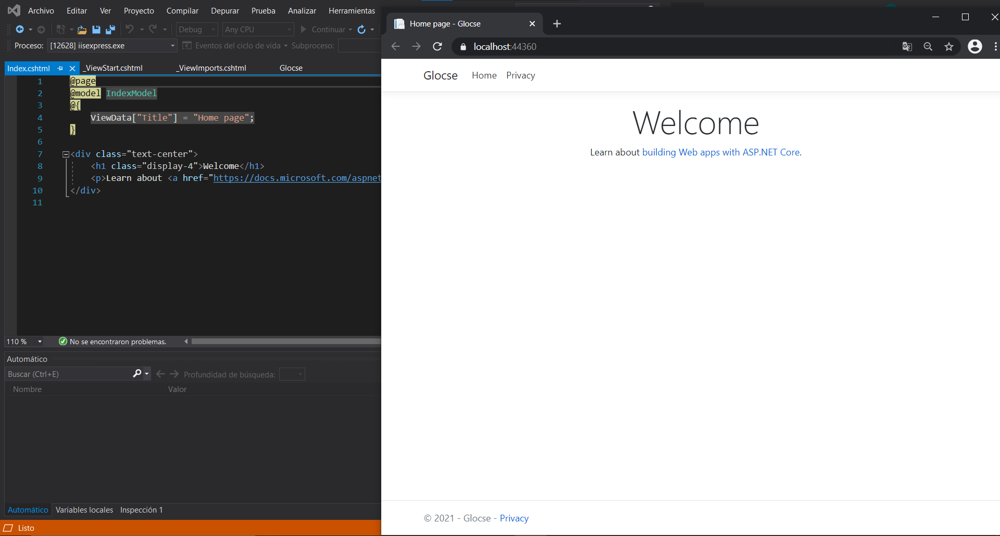 Archivo Editar Ver Proyecto Compilar Depurar Prueba Analizar Herramientas
Debug Any CPU Continuar
Proceso: [12628] iisexpress.exe Eventos del ciclo de vida Subproceso:
Index.cshtml _ViewStart.cshtml _ViewImports.cshtml Glocse
1 @page
2 @model IndexModel
3 @{
4 ViewData["Title"] = "Home page";
5 }
6
7 <div class="text-center">
8 <h1 class="display-4">Welcome</h1>
9 <p>Learn about <a href="https://docs.microsoft.com/aspnet
10 </div>
11
110 % No se encontraron problemas.
Automático
Buscar (Ctrl+E) Profundidad de búsqueda:
Nombre Valor
Automático Variables locales Inspección 1
Listo
Home page - Glocse
localhost:44360
Glocse Home Privacy
Welcome
Learn about building Web apps with ASP.NET Core.
© 2021 - Glocse - Privacy